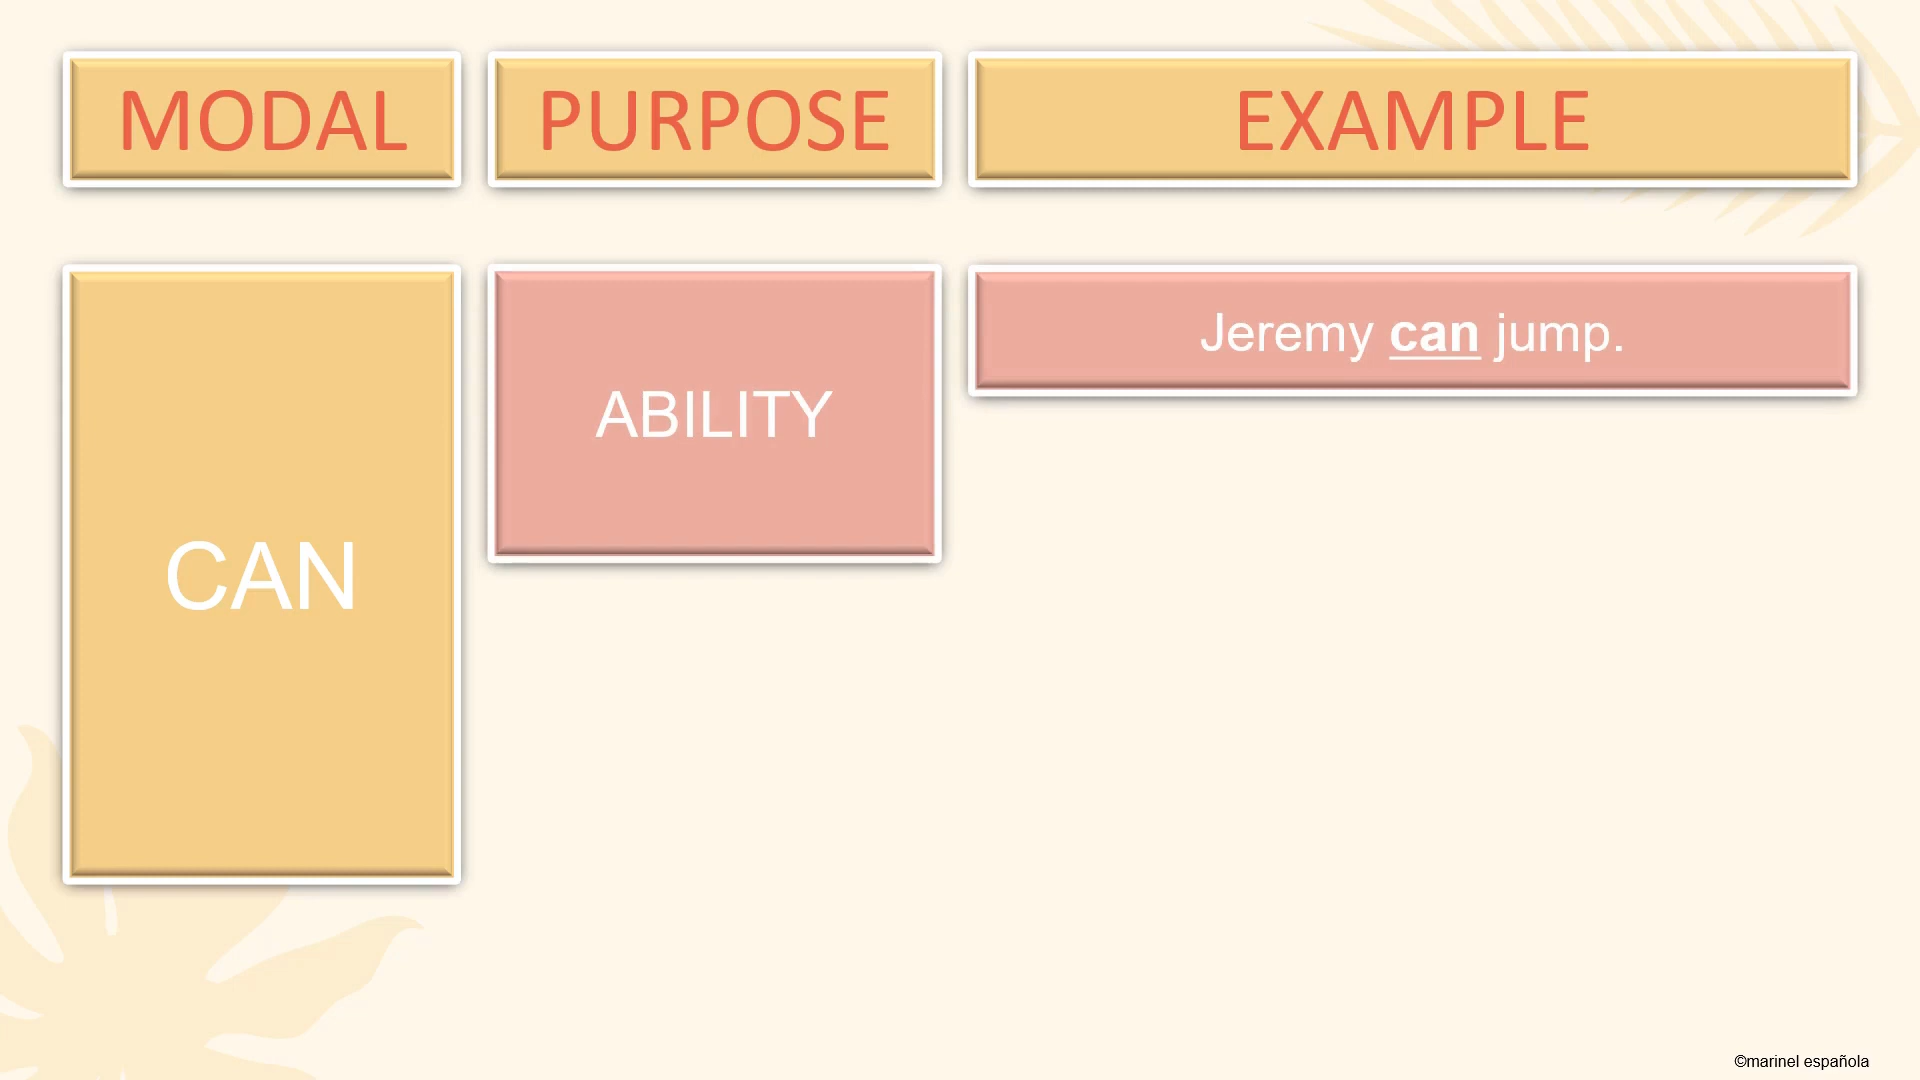 MODAL
PURPOSE
EXAMPLE
CAN
ABILITY
Jeremy can jump.
©marinel española